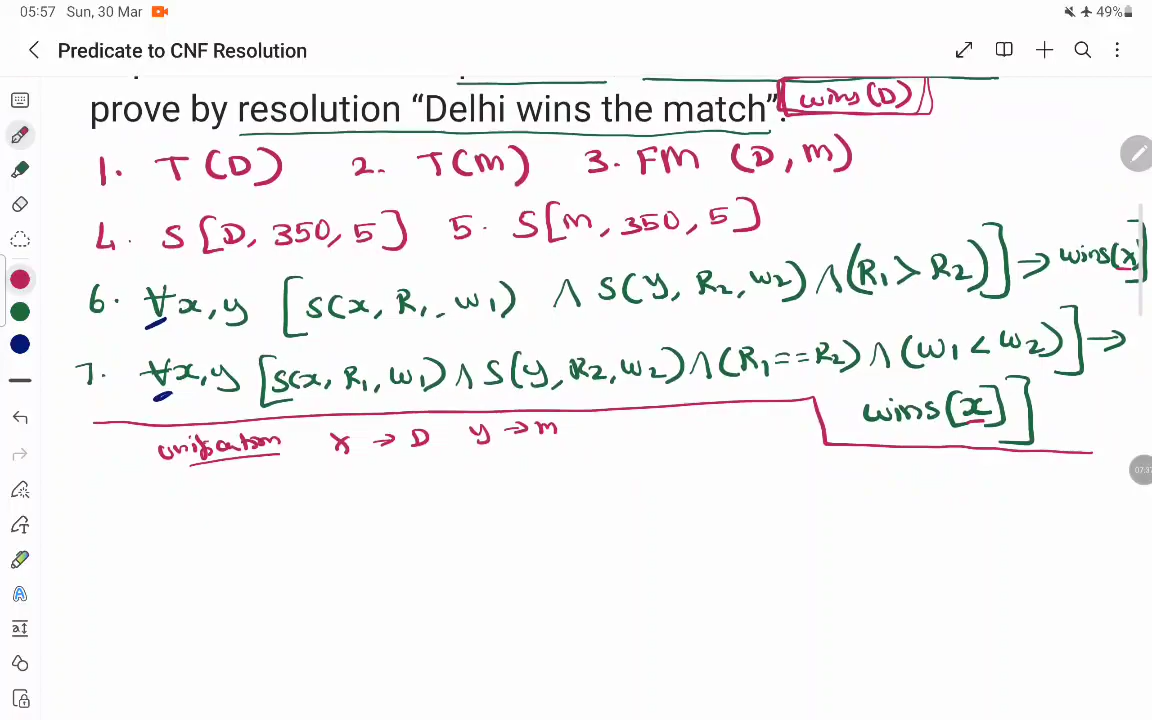 05:57 Sun, 30 Mar 49%
Predicate to CNF Resolution
prove by resolution “Delhi wins the match”. wins(D)
1. T(D) 2. T(m) 3. FM (D, m)
4. S[D, 350, 5] 5. S[m, 350, 5]
6. ∀x,y [S(x, R1, w1) ∧ S(y, R2, w2) ∧ (R1 > R2)] → wins(x)]
7. ∀x,y [S(x, R1, w1) ∧ S(y, R2, w2) ∧ (R1 == R2) ∧ (w1 < w2)] →
wins[x]]
unification x → D y → m
07:37